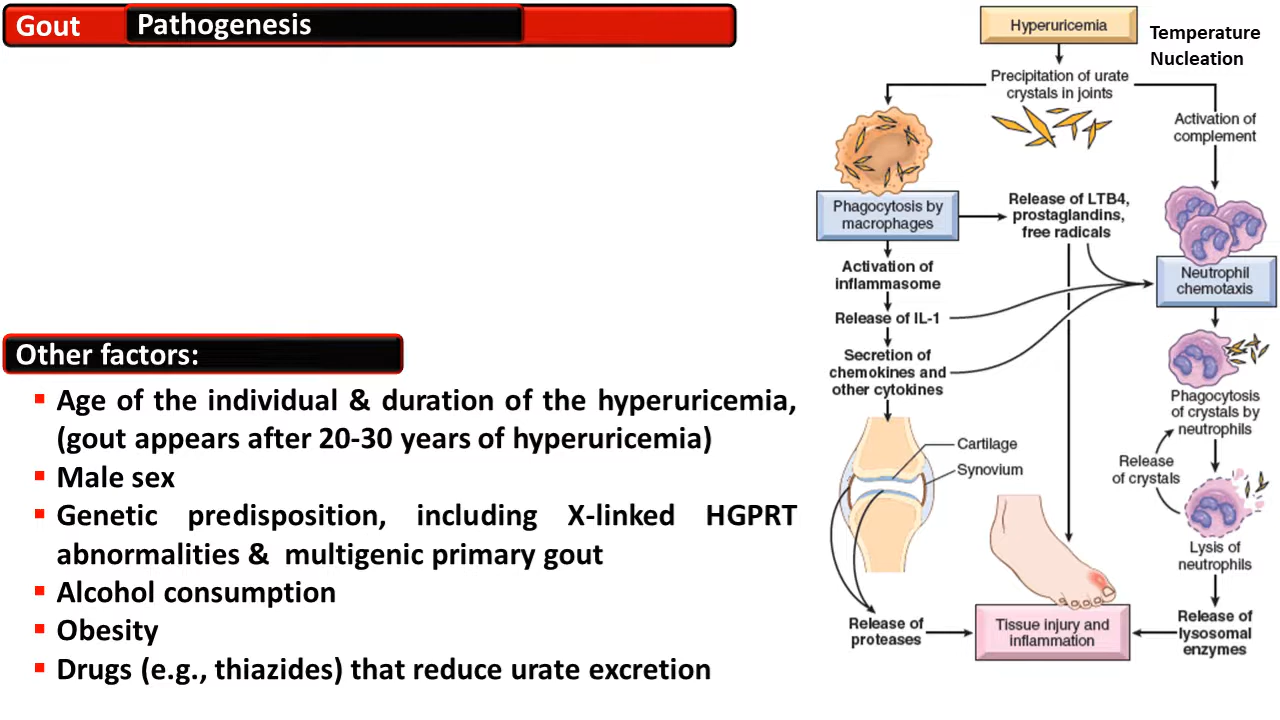 Gout
Pathogenesis
Other factors:
▪ Age of the individual & duration of the hyperuricemia,
(gout appears after 20-30 years of hyperuricemia)
▪ Male sex
▪ Genetic predisposition, including X-linked HGPRT
abnormalities & multigenic primary gout
▪ Alcohol consumption
▪ Obesity
▪ Drugs (e.g., thiazides) that reduce urate excretion
Hyperuricemia
Temperature
Nucleation
Precipitation of urate
crystals in joints
Activation of
complement
Phagocytosis by
macrophages
Release of LTB4,
prostaglandins,
free radicals
Neutrophil
chemotaxis
Activation of
inflammasome
Release of IL-1
Secretion of
chemokines and
other cytokines
Phagocytosis
of crystals by
neutrophils
Cartilage
Synovium
Release
of crystals
Lysis of
neutrophils
Release of
proteases
Tissue injury and
inflammation
Release of
lysosomal
enzymes